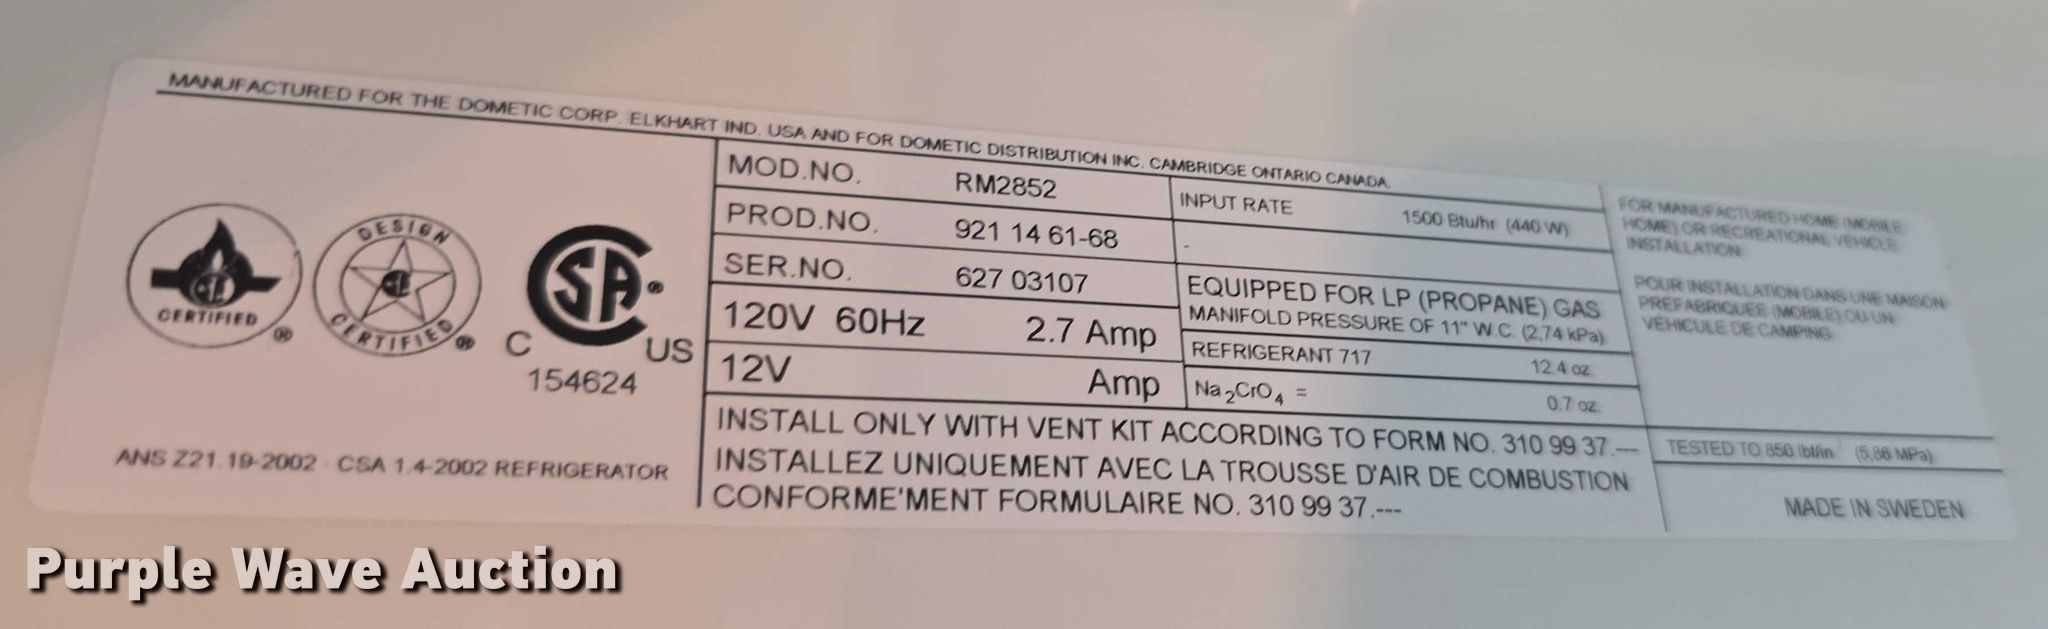 MANUFACTURED FOR THE DOMETIC CORP. ELKHART IND. USA AND FOR DOMETIC DISTRIBUTION INC. CAMBRIDGE ONTARIO CANADA.
CERTIFIED ®
DESIGN
CERTIFIED ®
CSA ®
C US
154624
ANS Z21.19-2002 · CSA 1.4-2002 REFRIGERATOR
MOD.NO. RM2852
PROD.NO. 921 14 61-68
SER.NO. 627 03107
120V 60Hz 2.7 Amp
12V Amp
INPUT RATE 1500 Btu/hr (440 W)
-
EQUIPPED FOR LP (PROPANE) GAS
MANIFOLD PRESSURE OF 11" W.C. (2,74 kPa)
REFRIGERANT 717 12.4 oz.
Na2CrO4 = 0.7 oz.
INSTALL ONLY WITH VENT KIT ACCORDING TO FORM NO. 310 99 37.---
INSTALLEZ UNIQUEMENT AVEC LA TROUSSE D'AIR DE COMBUSTION
CONFORME'MENT FORMULAIRE NO. 310 99 37.---
FOR MANUFACTURED HOME (MOBILE
HOME) OR RECREATIONAL VEHICLE
INSTALLATION
POUR INSTALLATION DANS UNE MAISON
PREFABRIQUÉE (MOBILE) OU UN
VÉHICULE DE CAMPING
TESTED TO 850 lbf/in² (5,86 MPa)
MADE IN SWEDEN
Purple Wave Auction